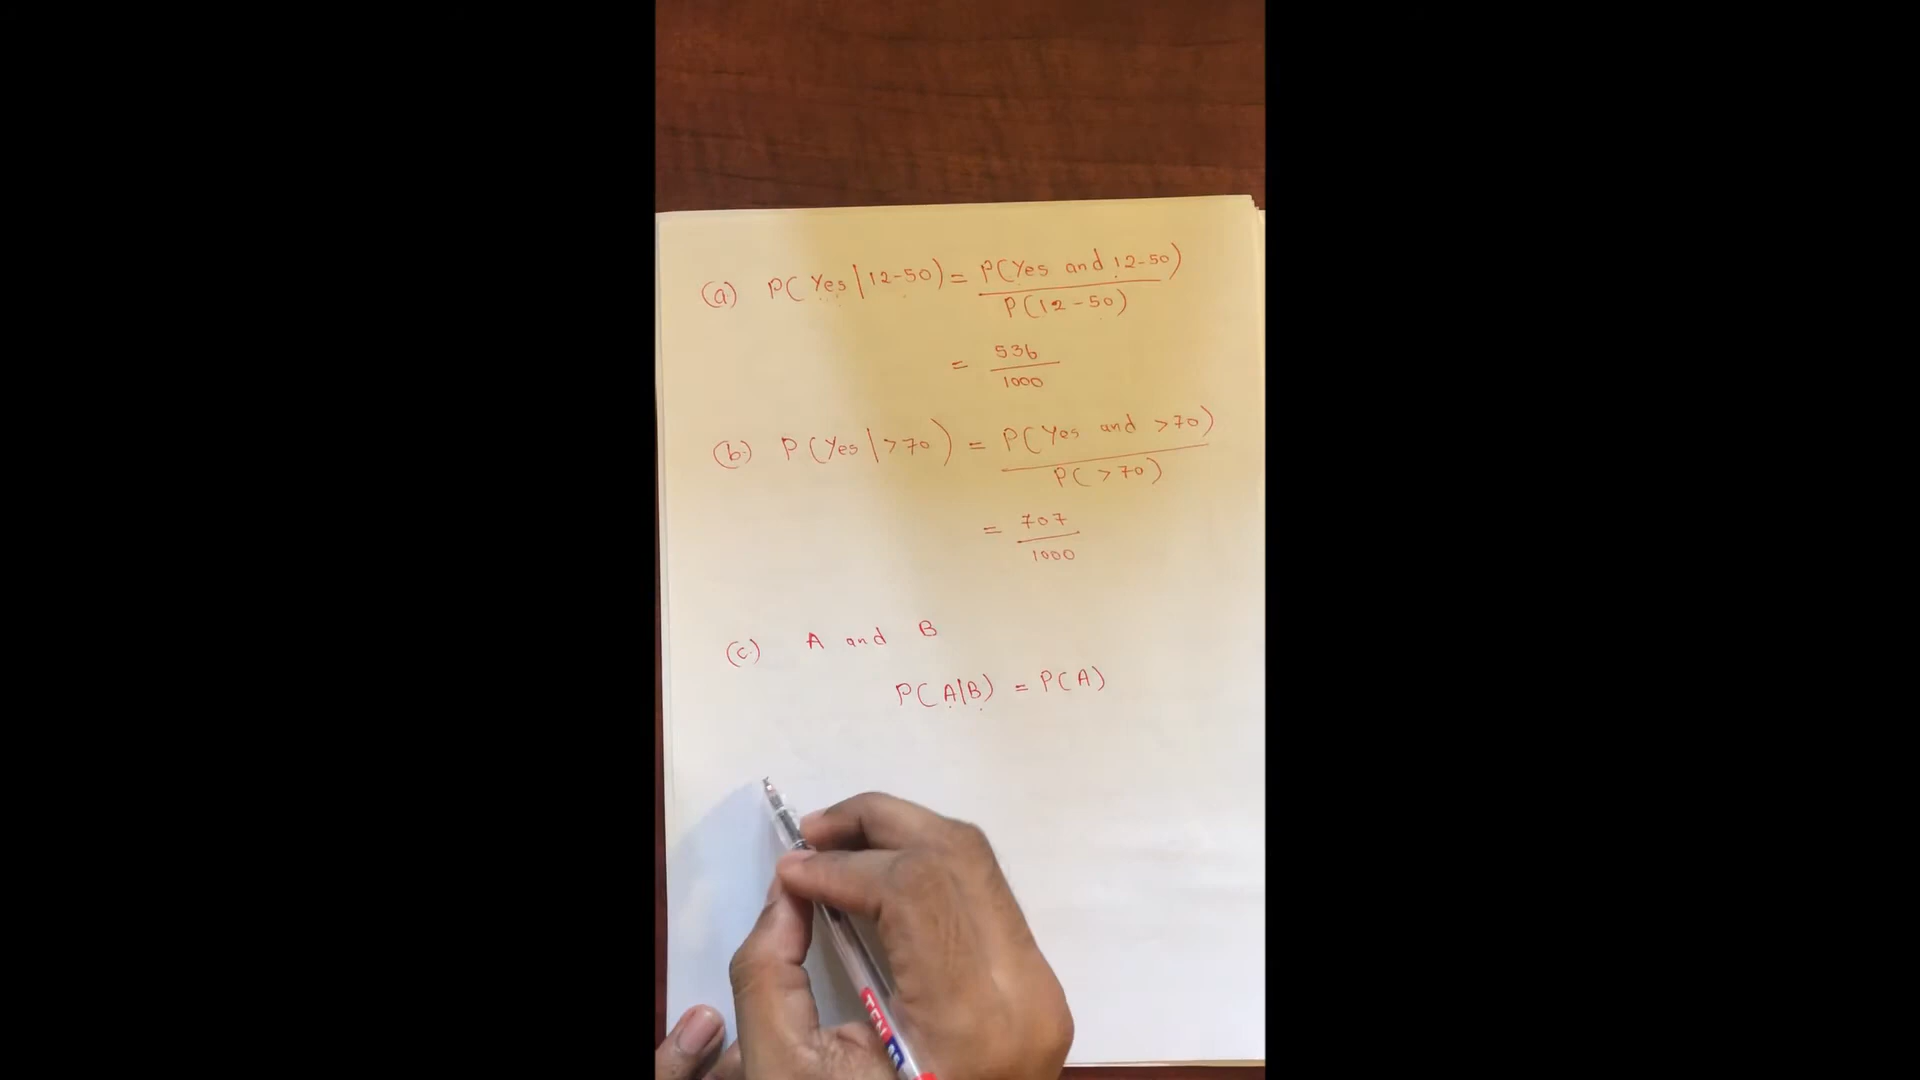 (a) P(Yes|12-50) = P(Yes and 12-50)
P(12-50)
= 536
1000
(b) P(Yes|>70) = P(Yes and >70)
P(>70)
= 707
1000
(c) A and B
P(A|B) = P(A)